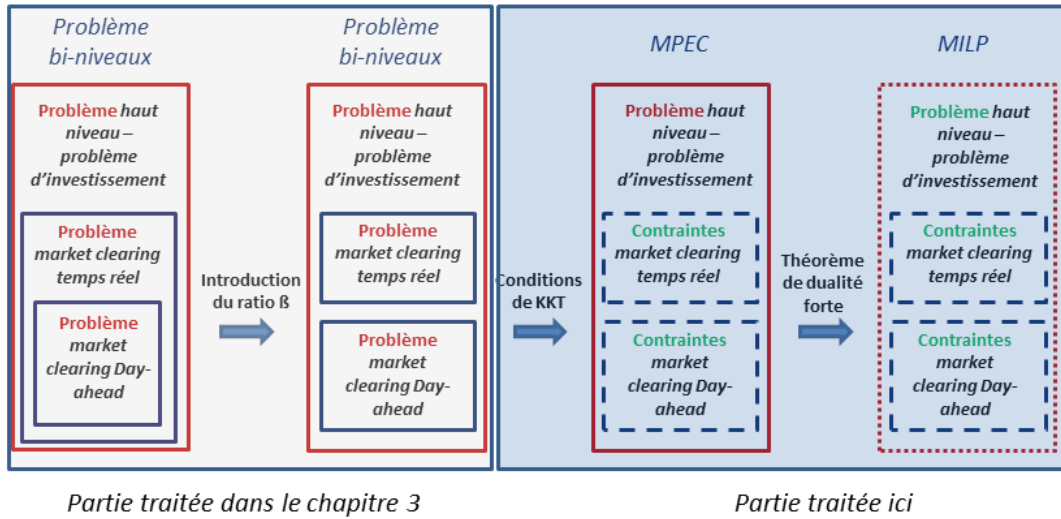 Problème
bi-niveaux
Problème haut
niveau –
problème
d'investissement
Problème
market clearing
temps réel
Problème
market
clearing Day-
ahead
Introduction
du ratio ß
Problème
bi-niveaux
Problème haut
niveau –
problème
d'investissement
Problème
market clearing
temps réel
Problème
market
clearing Day-
ahead
Conditions
de KKT
MPEC
Problème haut
niveau –
problème
d'investissement
Contraintes
market clearing
temps réel
Contraintes
market
clearing Day-
ahead
Théorème
de dualité
forte
MILP
Problème haut
niveau –
problème
d'investissement
Contraintes
market clearing
temps réel
Contraintes
market
clearing Day-
ahead
Partie traitée dans le chapitre 3
Partie traitée ici